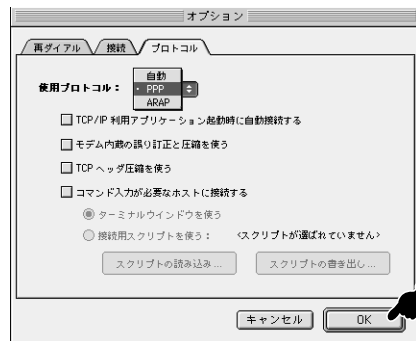 オプション
再ダイアル 接続 プロトコル
使用プロトコル：
自動
・PPP
ARAP
TCP/IP 利用アプリケーション起動時に自動接続する
モデム内蔵の誤り訂正と圧縮を使う
TCP ヘッダ圧縮を使う
コマンド入力が必要なホストに接続する
ターミナルウインドウを使う
接続用スクリプトを使う： <スクリプトが選ばれていません>
スクリプトの読み込み... スクリプトの書き出し...
キャンセル OK